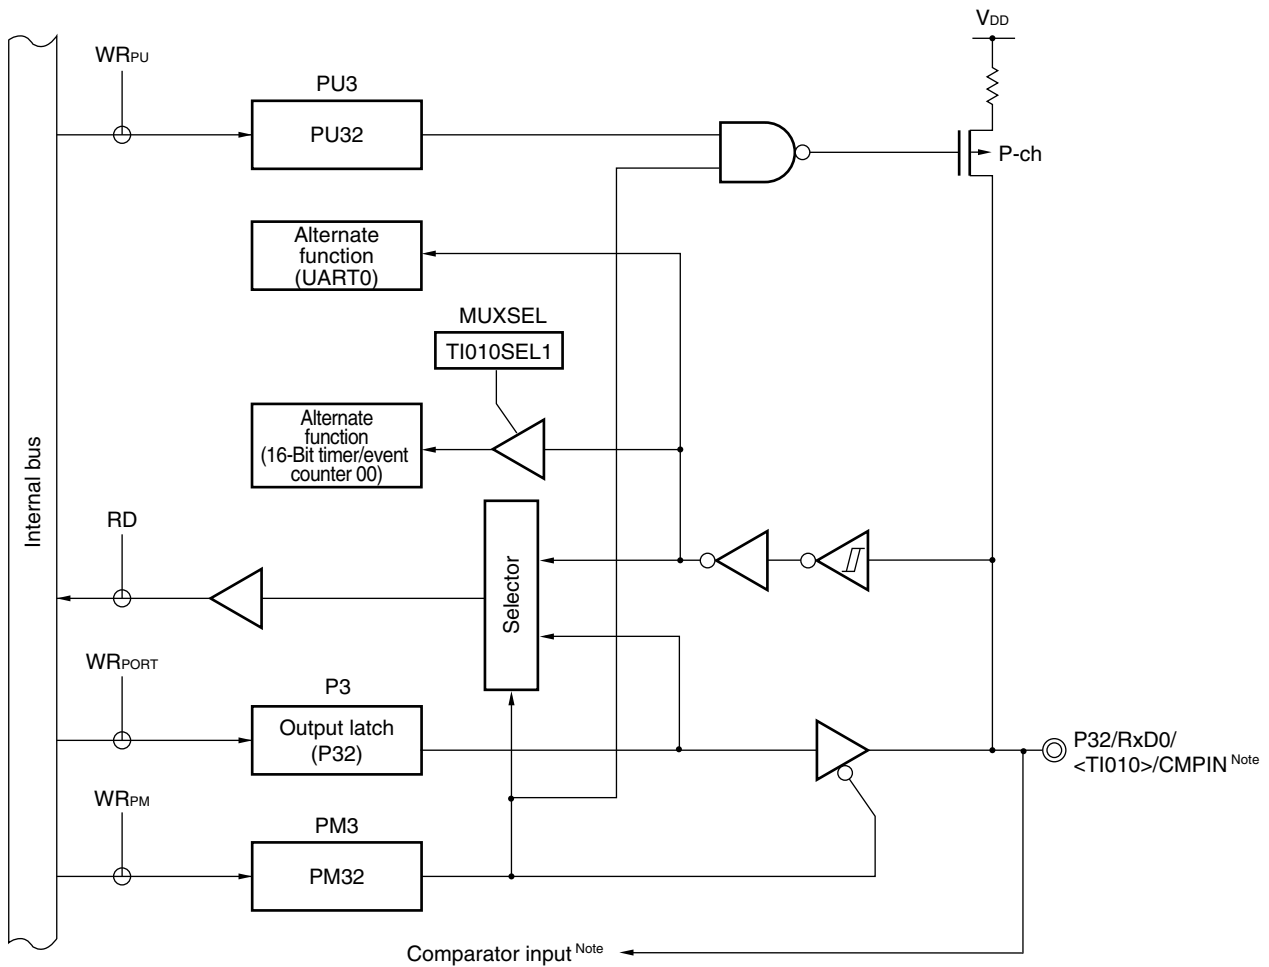 VDD
WRPU
PU3
PU32
P-ch
Alternate
function
(UART0)
MUXSEL
TI010SEL1
Alternate
function
(16-Bit timer/event
counter 00)
Internal bus
RD
Selector
WRPORT
P3
Output latch
(P32)
P32/RxD0/
<TI010>/CMPIN Note
WRPM
PM3
PM32
Comparator input Note